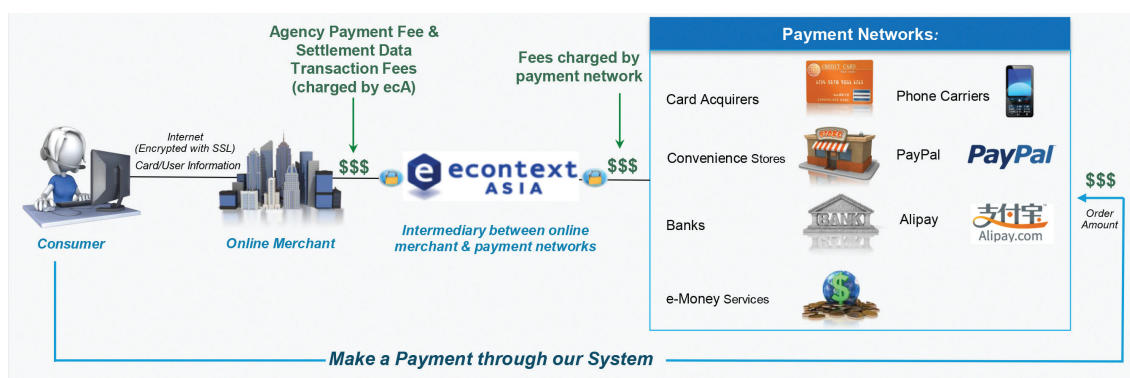 Agency Payment Fee &
Settlement Data
Transaction Fees
(charged by ecA)
Fees charged by
payment network
Payment Networks:
Internet
(Encrypted with SSL)
Card/User Information
$$$
econtext
ASIA
$$$
Consumer
Online Merchant
Intermediary between online
merchant & payment networks
Card Acquirers
CREDIT CARD
Phone Carriers
Convenience Stores
PayPal
PayPal
Banks
BANK
Alipay
支付宝
Alipay.com
e-Money Services
$
$$$
Order
Amount
Make a Payment through our System